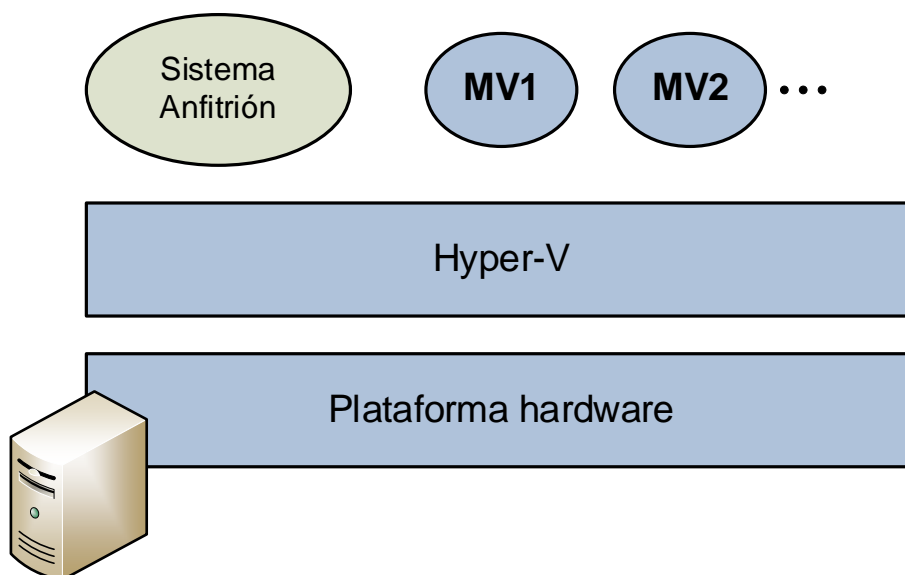 Sistema
Anfitrión
MV1
MV2
...
Hyper-V
Plataforma hardware